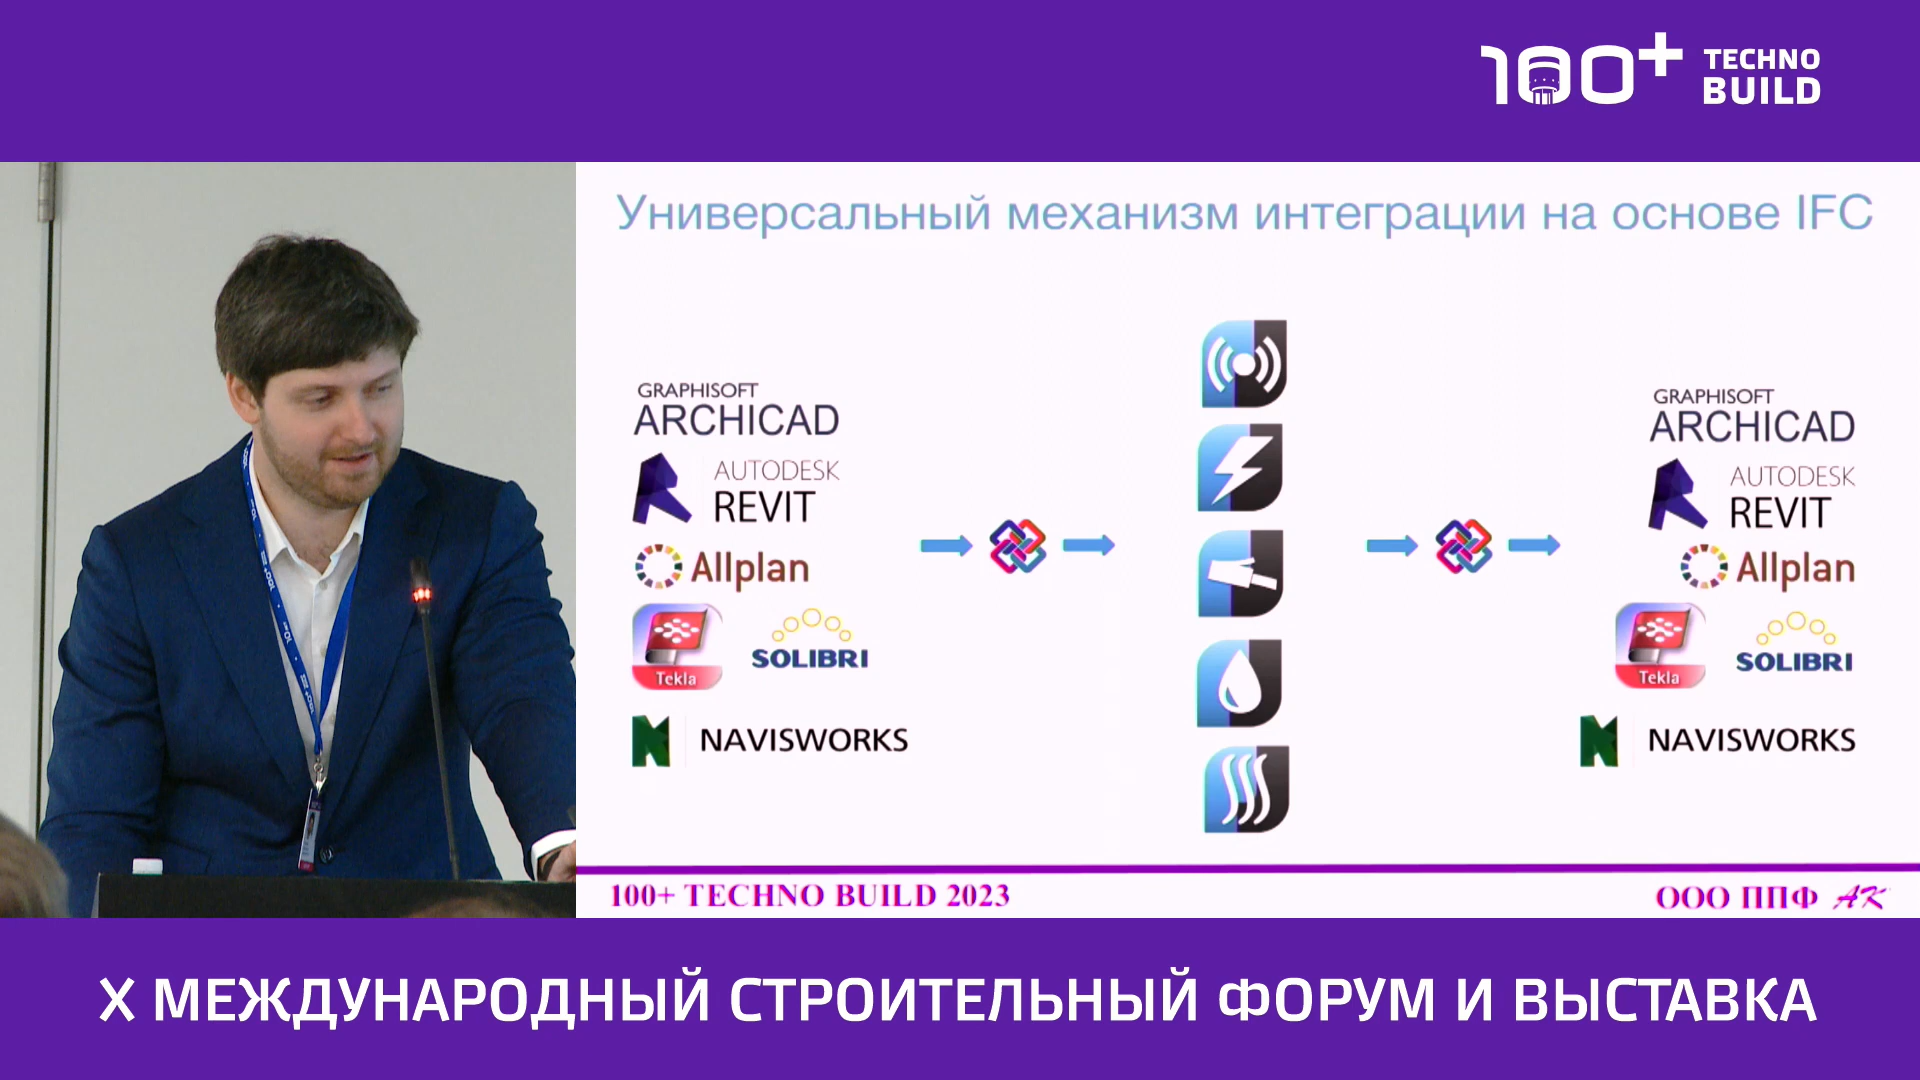 100+ TECHNO
BUILD
Универсальный механизм интеграции на основе IFC
GRAPHISOFT
ARCHICAD
AUTODESK
REVIT
Allplan
Tekla
SOLIBRI
NAVISWORKS
GRAPHISOFT
ARCHICAD
AUTODESK
REVIT
Allplan
Tekla
SOLIBRI
NAVISWORKS
100+ TECHNO BUILD 2023
ООО ППФ АК
X МЕЖДУНАРОДНЫЙ СТРОИТЕЛЬНЫЙ ФОРУМ И ВЫСТАВКА